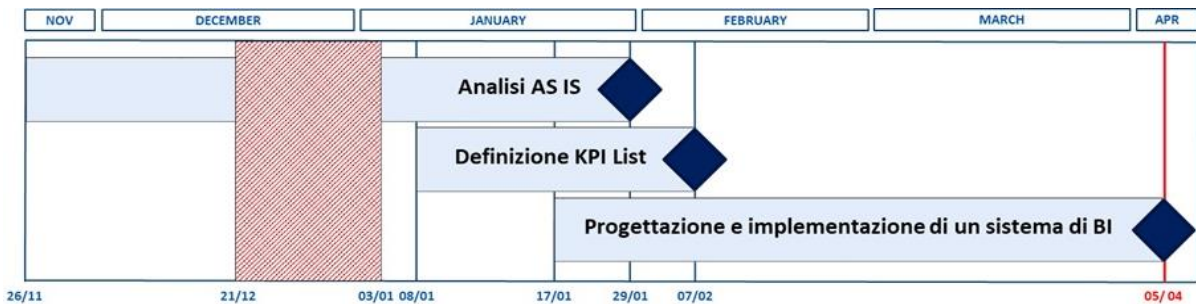 NOV DECEMBER JANUARY FEBRUARY MARCH APR
Analisi AS IS
Definizione KPI List
Progettazione e implementazione di un sistema di BI
26/11 21/12 03/01 08/01 17/01 29/01 07/02 05/ 04